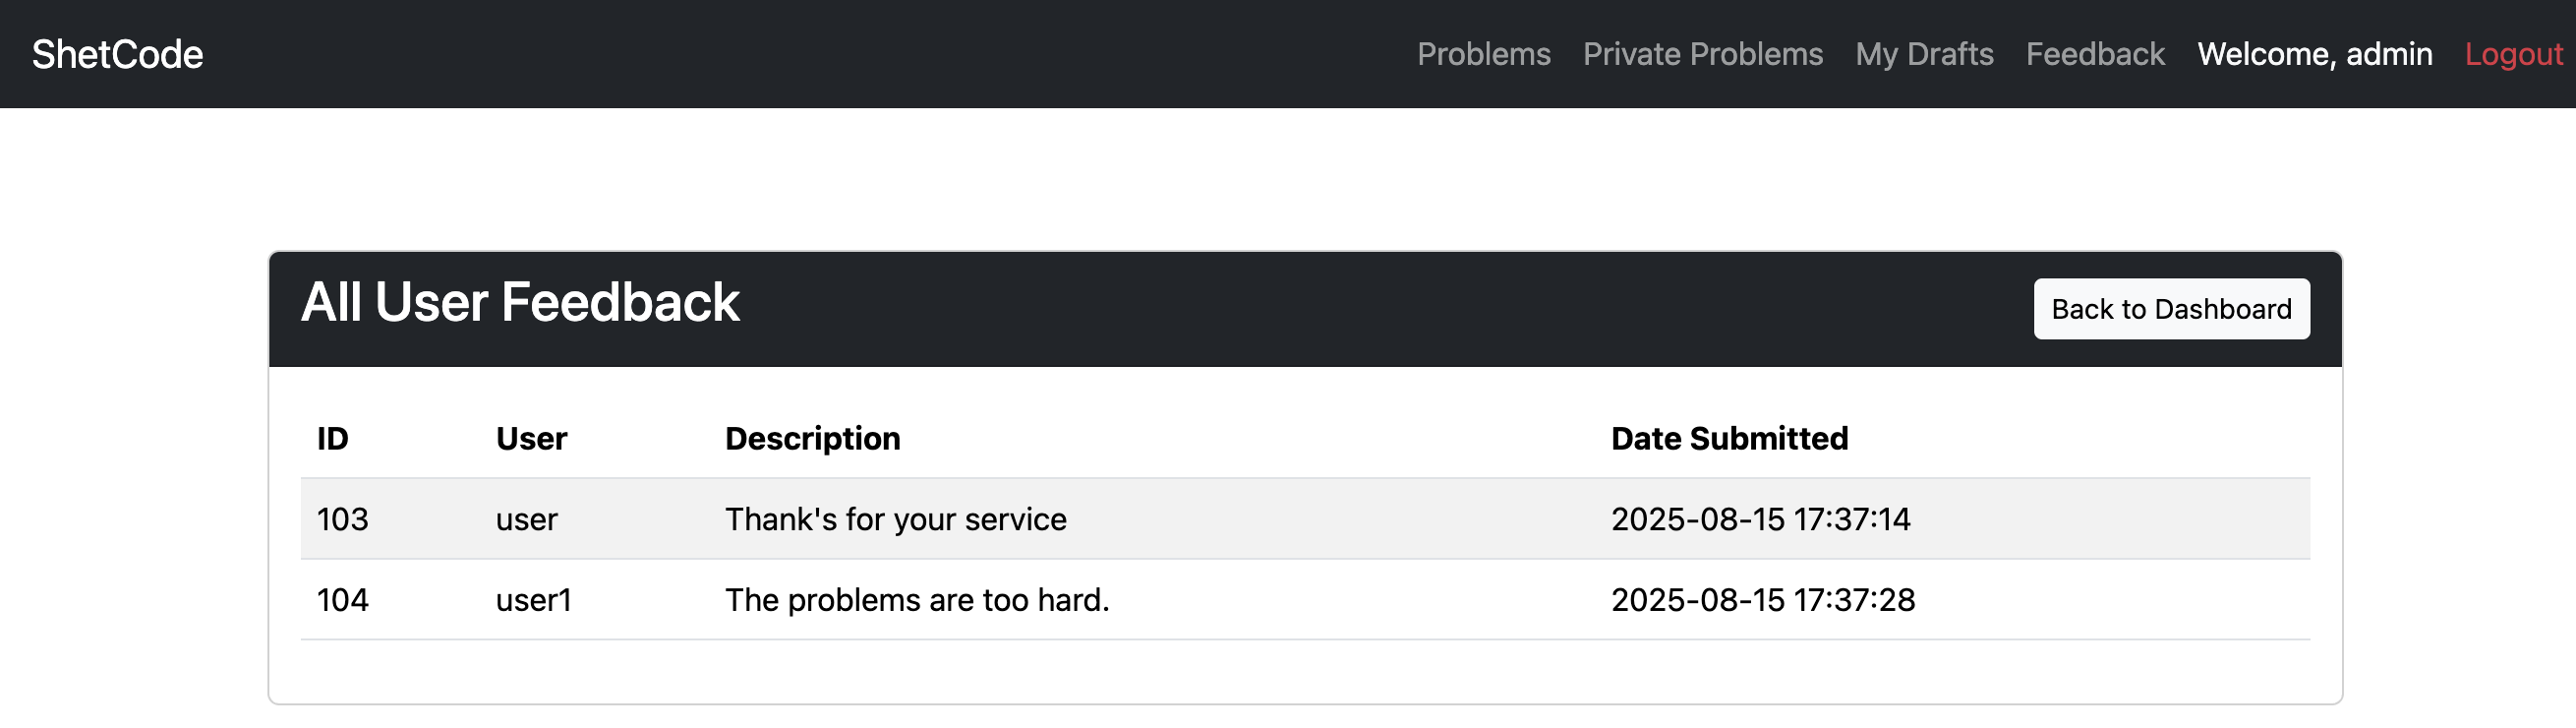 ShetCode Problems Private Problems My Drafts Feedback Welcome, admin Logout
All User Feedback Back to Dashboard
ID User Description Date Submitted
103 user Thank's for your service 2025-08-15 17:37:14
104 user1 The problems are too hard. 2025-08-15 17:37:28